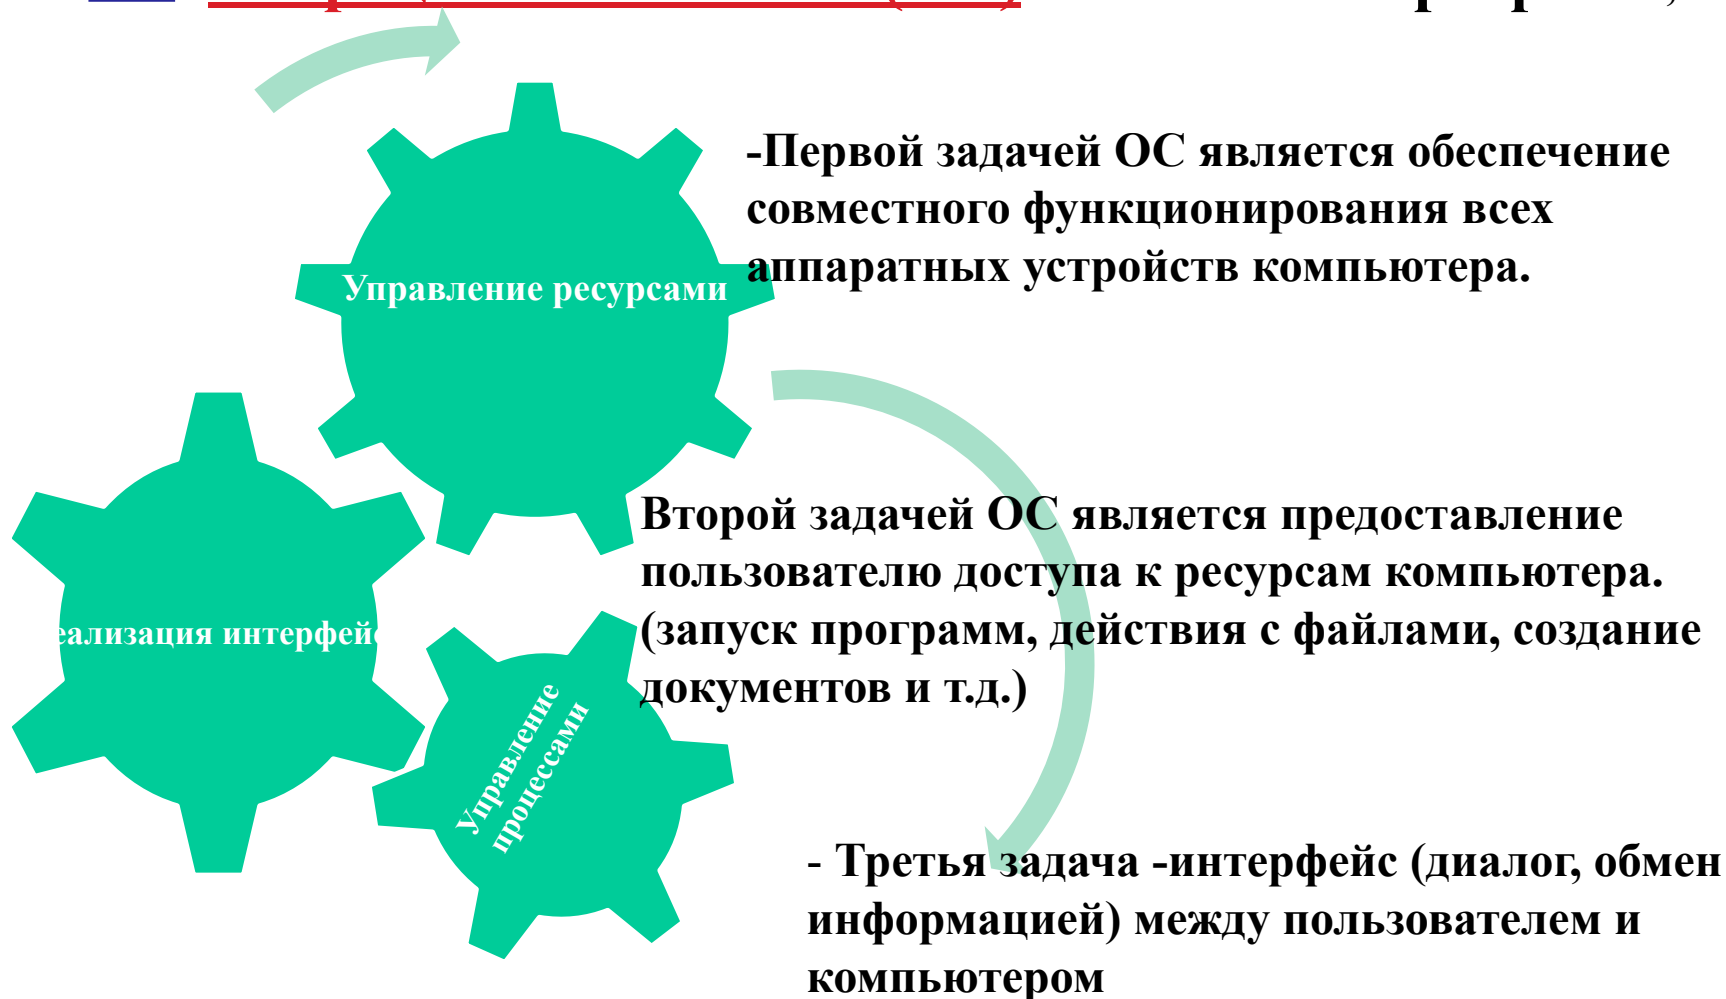 -Первой задачей ОС является обеспечение
совместного функционирования всех
аппаратных устройств компьютера.
Управление ресурсами
Второй задачей ОС является предоставление
пользователю доступа к ресурсам компьютера.
(запуск программ, действия с файлами, создание
документов и т.д.)
еализация интерфейс
Управление
процессами
- Третья задача -интерфейс (диалог, обмен
информацией) между пользователем и
компьютером